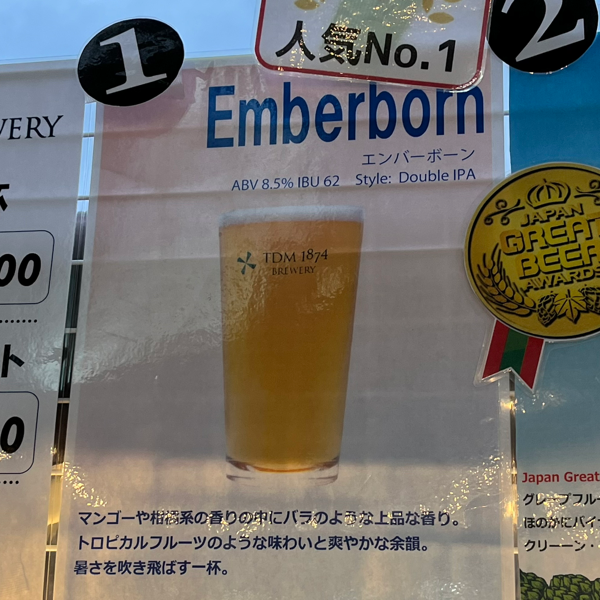 1
人気No.1
2
Emberborn
エンバーボーン
ABV 8.5% IBU 62 Style: Double IPA
TDM 1874
BREWERY
マンゴーや柑橘系の香りの中にバラのような上品な香り。
トロピカルフルーツのような味わいと爽やかな余韻。
暑さを吹き飛ばす一杯。
VERY
00
ト
0
JAPAN
GREAT
BEER
AWARDS
Japan Great
グレープフルー
ほのかにパイ
クリーン・